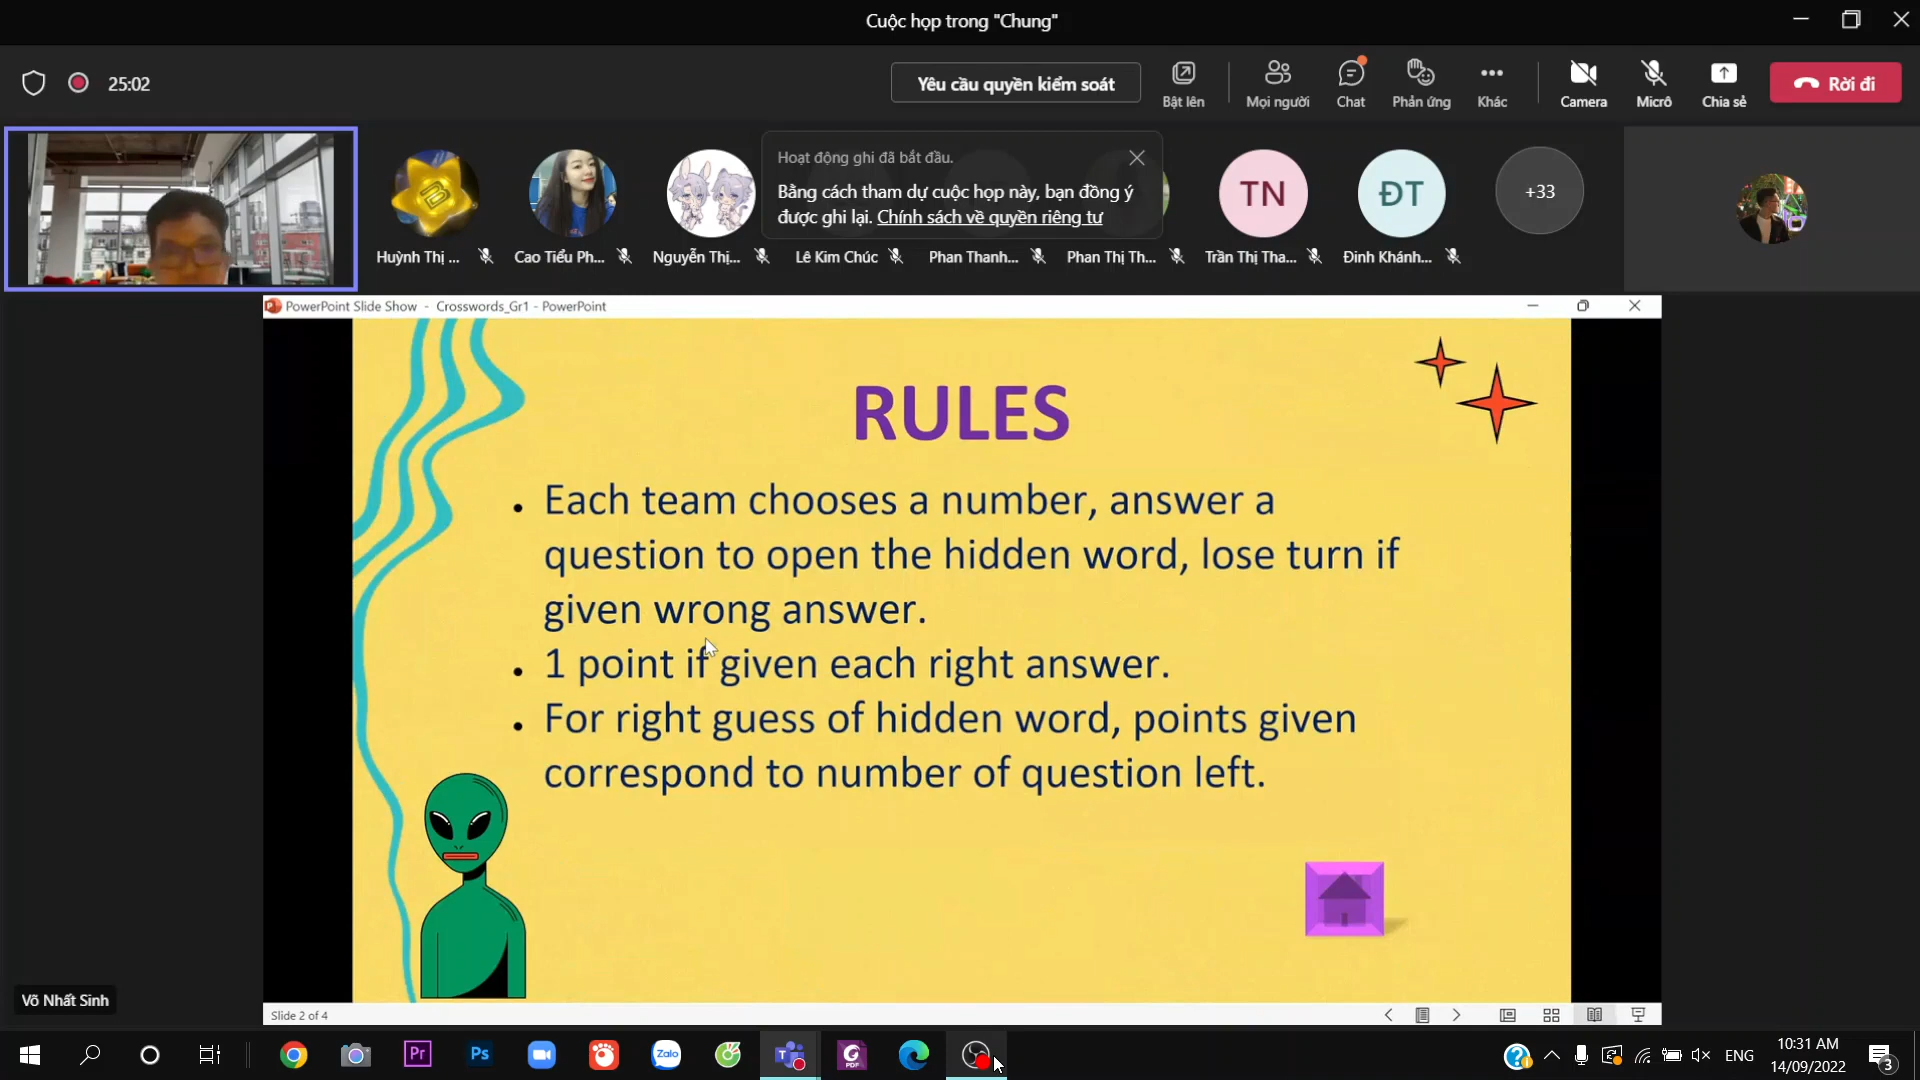 Cuộc họp trong "Chung"
25:02
Yêu cầu quyền kiểm soát
Bật lên
Mọi người
Chat
Phản ứng
Khác
Camera
Micrô
Chia sẻ
Rời đi
Hoạt động ghi đã bắt đầu.
Bằng cách tham dự cuộc họp này, bạn đồng ý
được ghi lại. Chính sách về quyền riêng tư
B
TN
ĐT
+33
Huỳnh Thị ...
Cao Tiểu Ph...
Nguyễn Thị...
Lê Kim Chúc
Phan Thanh...
Phan Thị Th...
Trần Thị Tha...
Đinh Khánh...
PowerPoint Slide Show - Crosswords_Gr1 - PowerPoint
RULES
• Each team chooses a number, answer a
question to open the hidden word, lose turn if
given wrong answer.
• 1 point if given each right answer.
• For right guess of hidden word, points given
correspond to number of question left.
Võ Nhất Sinh
Slide 2 of 4
Pr
Ps
Zalo
PDF
ENG
10:31 AM
14/09/2022
3